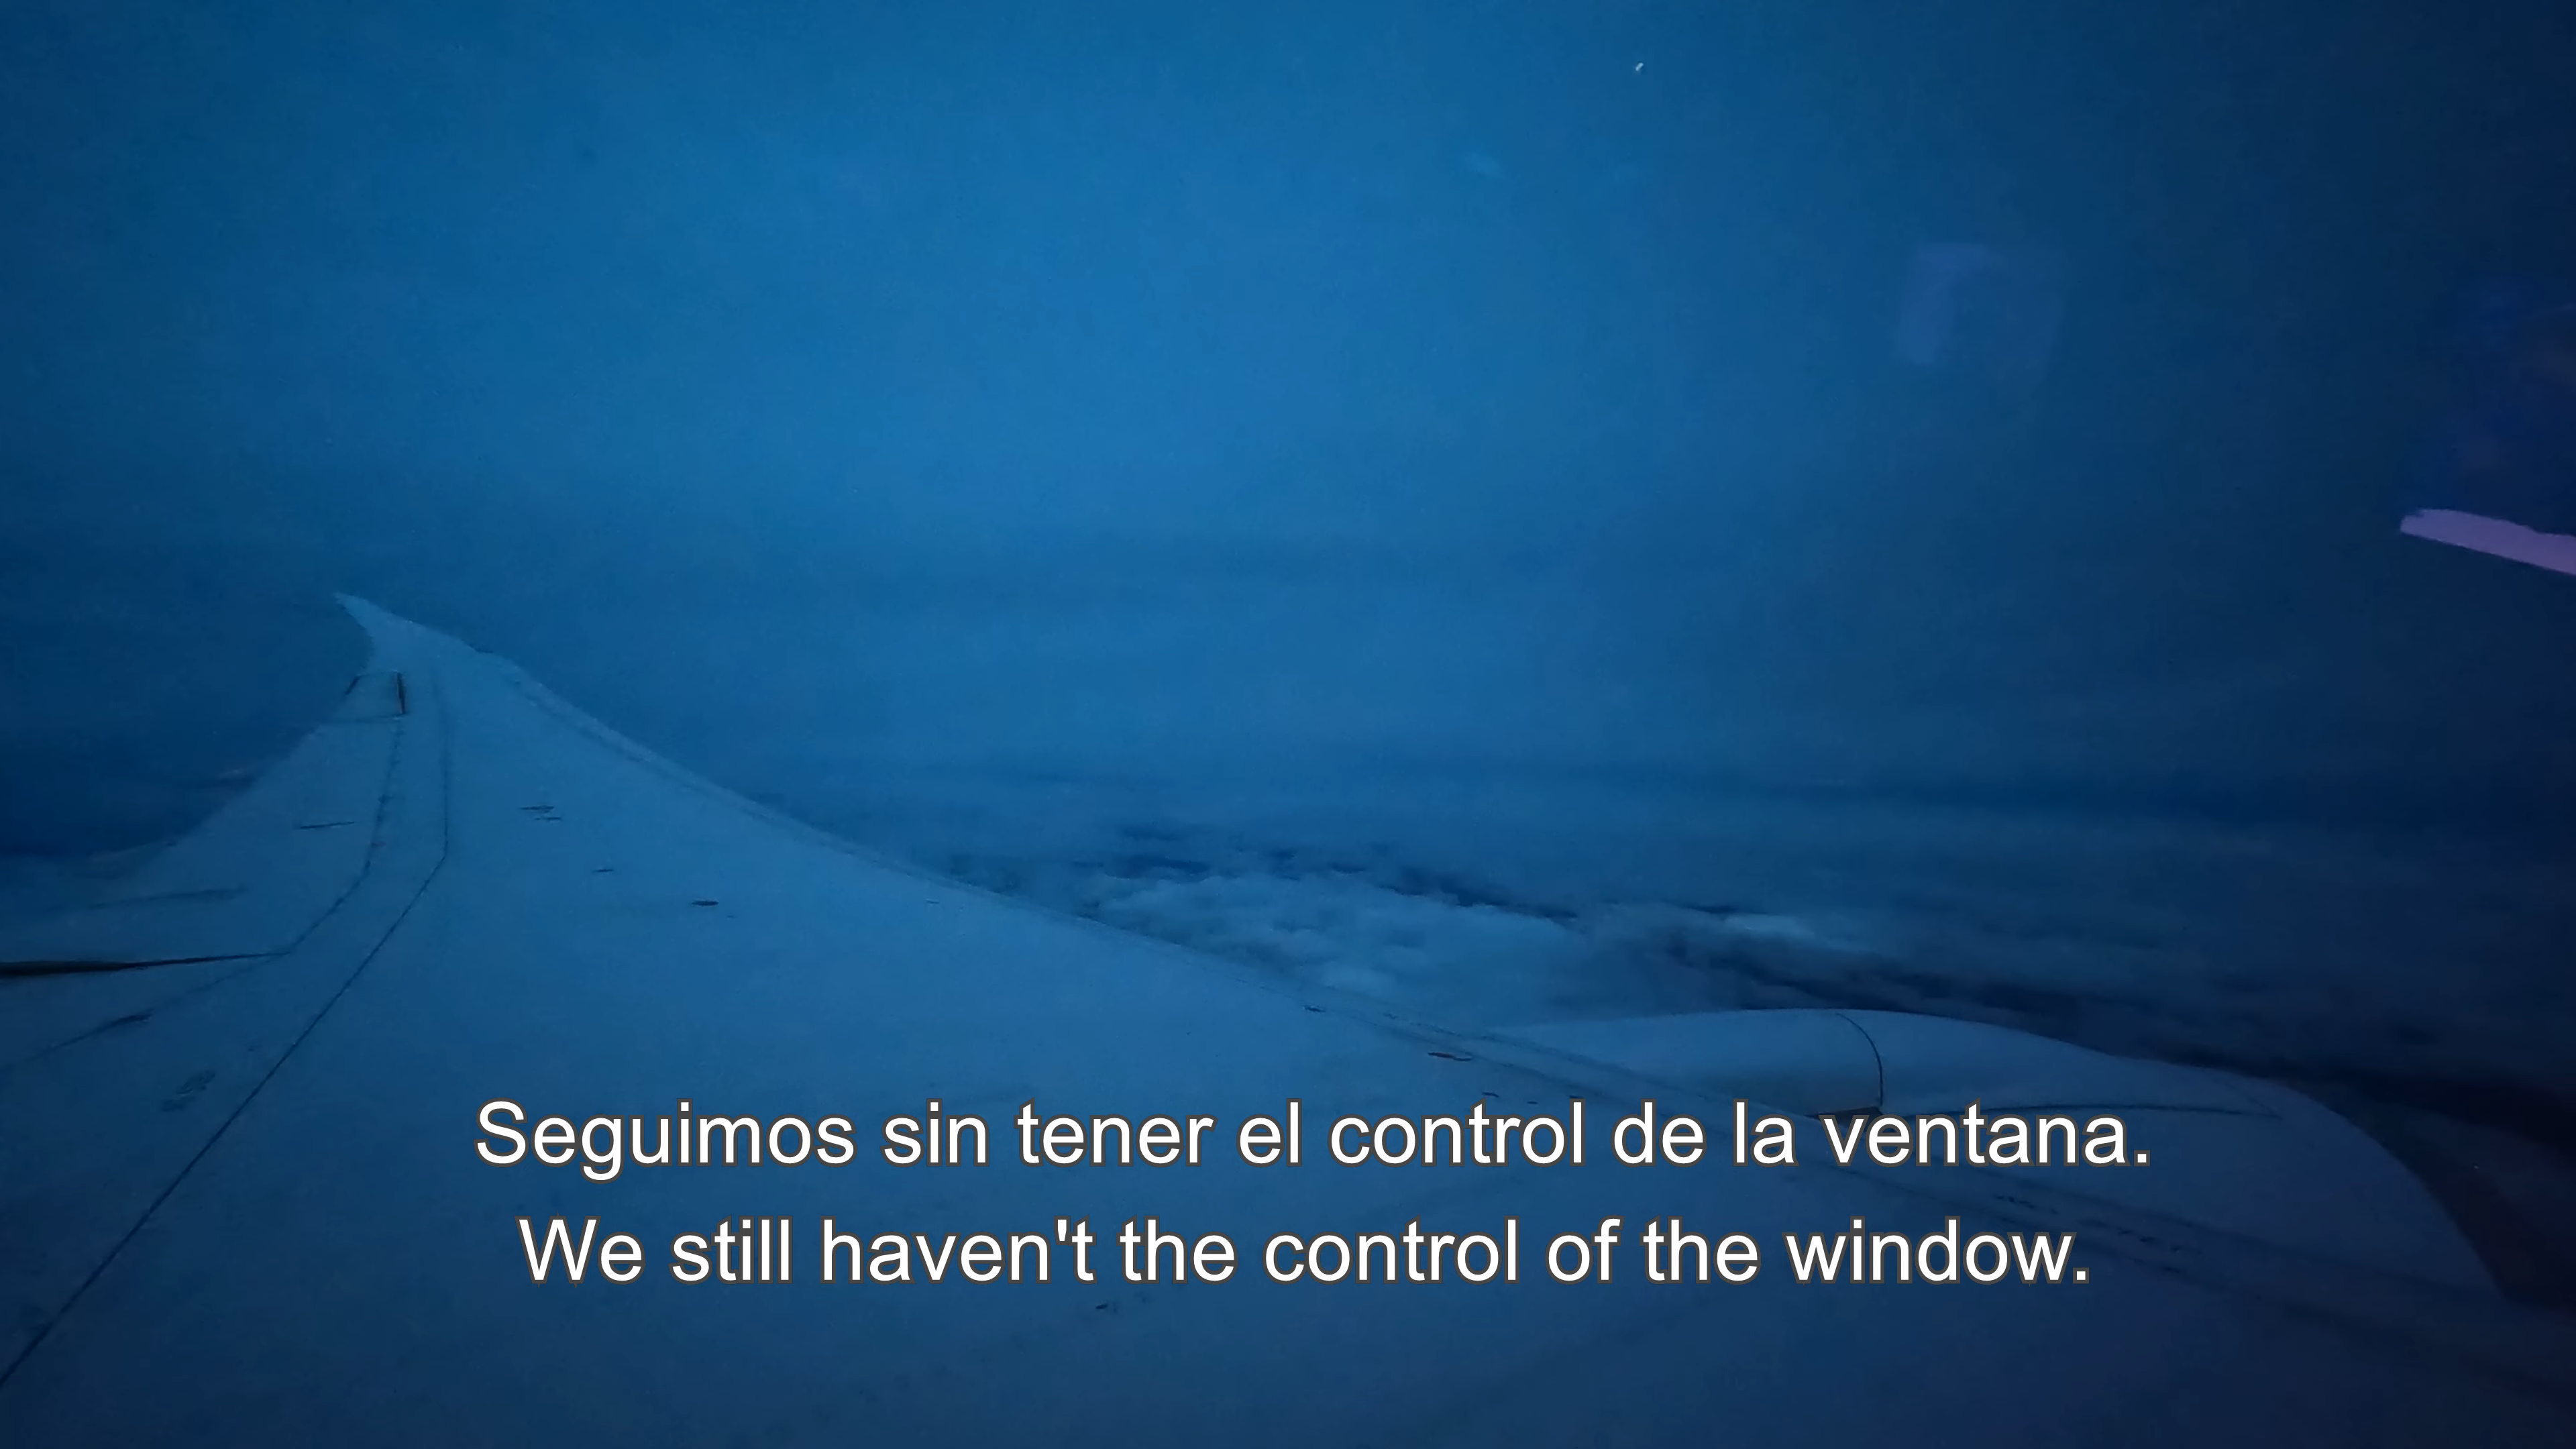 Seguimos sin tener el control de la ventana.
We still haven't the control of the window.